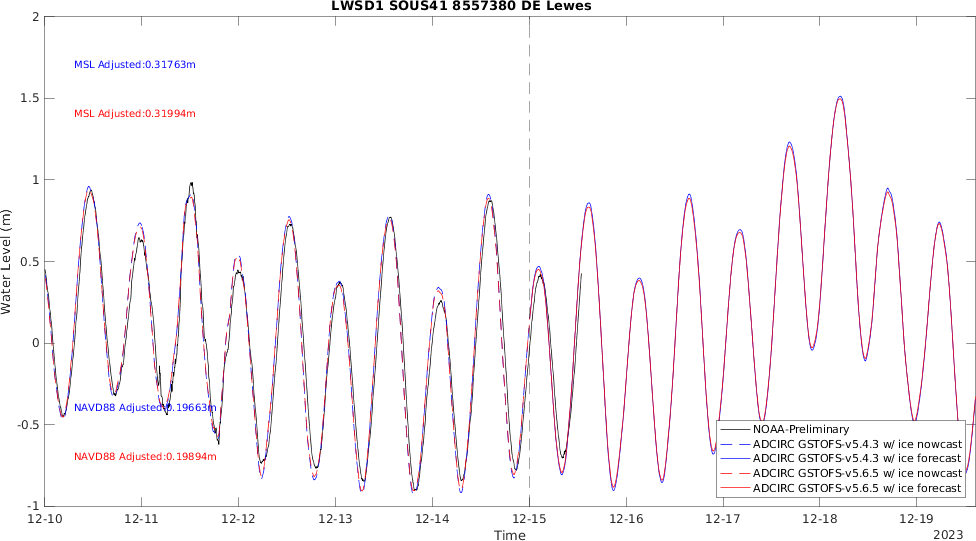 LWSD1 SOUS41 8557380 DE Lewes
2
1.5
1
0.5
0
-0.5
-1
Water Level (m)
MSL Adjusted:0.31763m
MSL Adjusted:0.31994m
NAVD88 Adjusted:0.19663m
NAVD88 Adjusted:0.19894m
NOAA-Preliminary
ADCIRC GSTOFS-v5.4.3 w/ ice nowcast
ADCIRC GSTOFS-v5.4.3 w/ ice forecast
ADCIRC GSTOFS-v5.6.5 w/ ice nowcast
ADCIRC GSTOFS-v5.6.5 w/ ice forecast
12-10 12-11 12-12 12-13 12-14 12-15 12-16 12-17 12-18 12-19
Time
2023